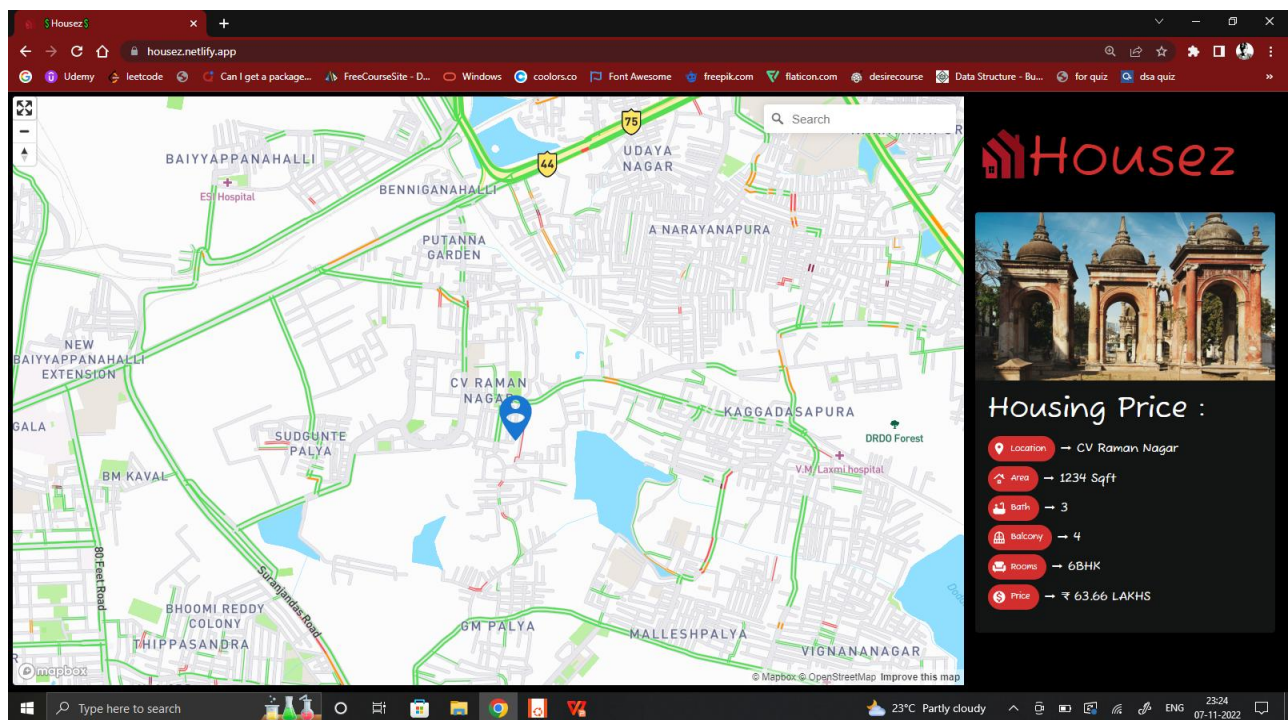 $Housez$
housez.netlify.app
Udemy
leetcode
Can I get a package...
FreeCourseSite - D...
Windows
coolors.co
Font Awesome
freepik.com
flaticon.com
desirecourse
Data Structure - Bu...
for quiz
dsa quiz
»
Search
75
44
UDAYA
NAGAR
BAIYYAPPANAHALLI
ESI Hospital
BENNIGANAHALLI
PUTANNA
GARDEN
A NARAYANAPURA
NEW
BAIYYAPPANAHALLI
EXTENSION
CV RAMAN
NAGAR
KAGGADASAPURA
DRDO Forest
GALA
SUDGUNTE
PALYA
V.M. Laxmi hospital
BM KAVAL
80 Feet Road
Suranjandas Road
BHOOMI REDDY
COLONY
THIPPASANDRA
GM PALYA
MALLESHPALYA
VIGNANANAGAR
mapbox
© Mapbox © OpenStreetMap Improve this map
Housez
Housing Price :
Location → CV Raman Nagar
Area → 1234 Sqft
Bath → 3
Balcony → 4
Rooms → 6BHK
Price → ₹ 63.66 LAKHS
Type here to search
23°C Partly cloudy
ENG
23:24
07-11-2022